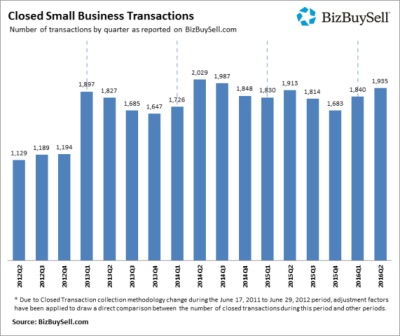 Closed Small Business Transactions
BizBuySell
Number of transactions by quarter as reported on BizBuySell.com
1,129
1,189
1,194
1,897
1,827
1,685
1,647
1,726
2,029
1,987
1,848
1,830
1,913
1,814
1,683
1,840
1,935
2012Q2
2012Q3
2012Q4
2013Q1
2013Q2
2013Q3
2013Q4
2014Q1
2014Q2
2014Q3
2014Q4
2015Q1
2015Q2
2015Q3
2015Q4
2016Q1
2016Q2
* Due to Closed Transaction collection methodology change during the June 17, 2011 to June 29, 2012 period, adjustment factors
have been applied to draw a direct comparison between the number of closed transactions during this period and other periods.
Source: BizBuySell.com